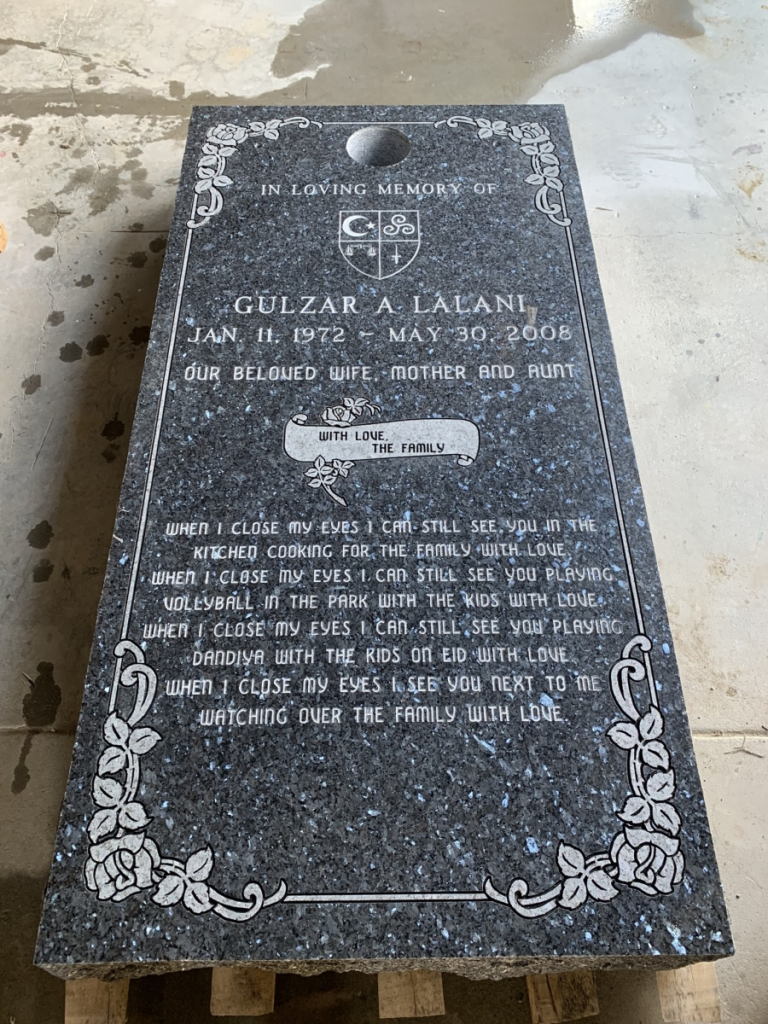 IN LOVING MEMORY OF
GULZAR A LALANI
JAN. 11, 1972 - MAY 30, 2008
OUR BELOVED WIFE, MOTHER AND AUNT
WITH LOVE,
THE FAMILY
WHEN I CLOSE MY EYES I CAN STILL SEE YOU IN THE
KITCHEN COOKING FOR THE FAMILY WITH LOVE.
WHEN I CLOSE MY EYES I CAN STILL SEE YOU PLAYING
VOLLYBALL IN THE PARK WITH THE KIDS WITH LOVE.
WHEN I CLOSE MY EYES I CAN STILL SEE YOU PLAYING
DANDIYA WITH THE KIDS ON EID WITH LOVE.
WHEN I CLOSE MY EYES I SEE YOU NEXT TO ME
WATCHING OVER THE FAMILY WITH LOVE.